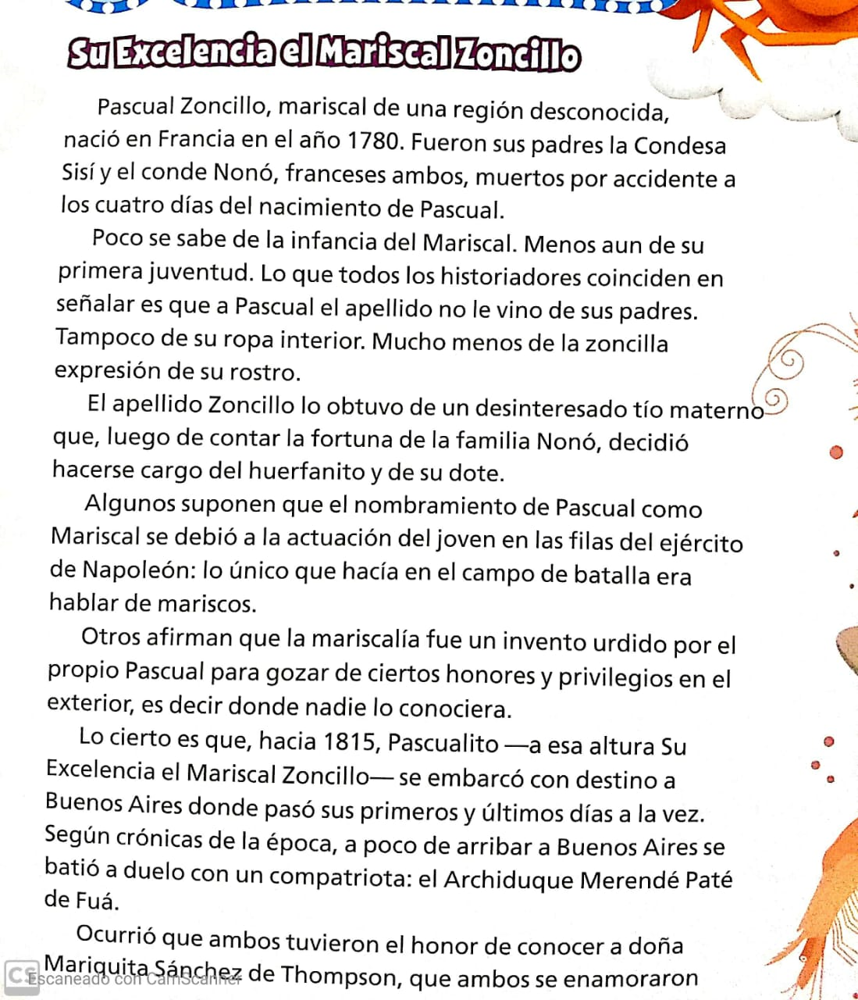 Su Excelencia el Mariscal Zoncillo
Pascual Zoncillo, mariscal de una región desconocida,
nació en Francia en el año 1780. Fueron sus padres la Condesa
Sisí y el conde Nonó, franceses ambos, muertos por accidente a
los cuatro días del nacimiento de Pascual.
Poco se sabe de la infancia del Mariscal. Menos aun de su
primera juventud. Lo que todos los historiadores coinciden en
señalar es que a Pascual el apellido no le vino de sus padres.
Tampoco de su ropa interior. Mucho menos de la zoncilla
expresión de su rostro.
El apellido Zoncillo lo obtuvo de un desinteresado tío materno
que, luego de contar la fortuna de la familia Nonó, decidió
hacerse cargo del huerfanito y de su dote.
Algunos suponen que el nombramiento de Pascual como
Mariscal se debió a la actuación del joven en las filas del ejército
de Napoleón: lo único que hacía en el campo de batalla era
hablar de mariscos.
Otros afirman que la mariscalía fue un invento urdido por el
propio Pascual para gozar de ciertos honores y privilegios en el
exterior, es decir donde nadie lo conociera.
Lo cierto es que, hacia 1815, Pascualito —a esa altura Su
Excelencia el Mariscal Zoncillo— se embarcó con destino a
Buenos Aires donde pasó sus primeros y últimos días a la vez.
Según crónicas de la época, a poco de arribar a Buenos Aires se
batió a duelo con un compatriota: el Archiduque Merendé Paté
de Fuá.
Ocurrió que ambos tuvieron el honor de conocer a doña
Mariquita Sánchez de Thompson, que ambos se enamoraron
CS Escaneado con CamScanner